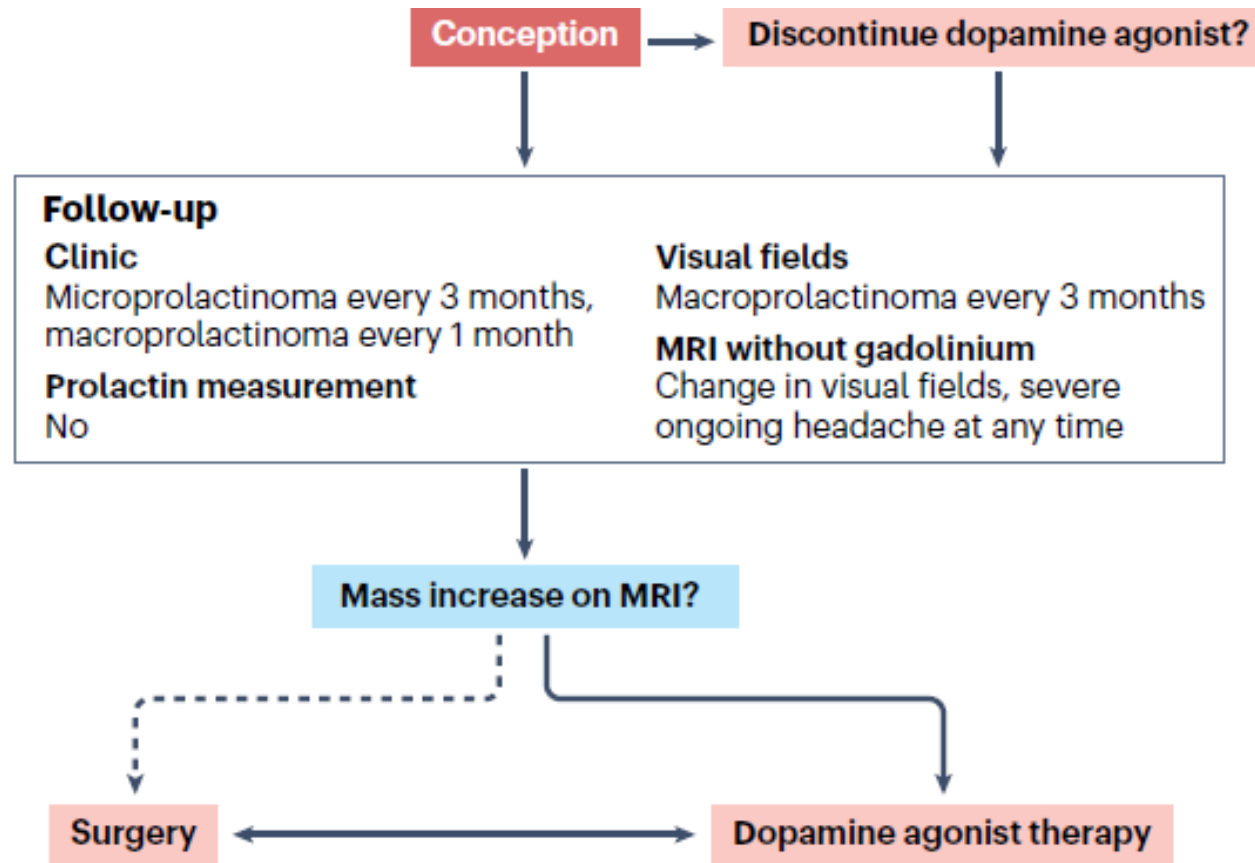 Conception
Discontinue dopamine agonist?
Follow-up
Clinic
Microprolactinoma every 3 months,
macroprolactinoma every 1 month
Prolactin measurement
No
Visual fields
Macroprolactinoma every 3 months
MRI without gadolinium
Change in visual fields, severe
ongoing headache at any time
Mass increase on MRI?
Surgery
Dopamine agonist therapy